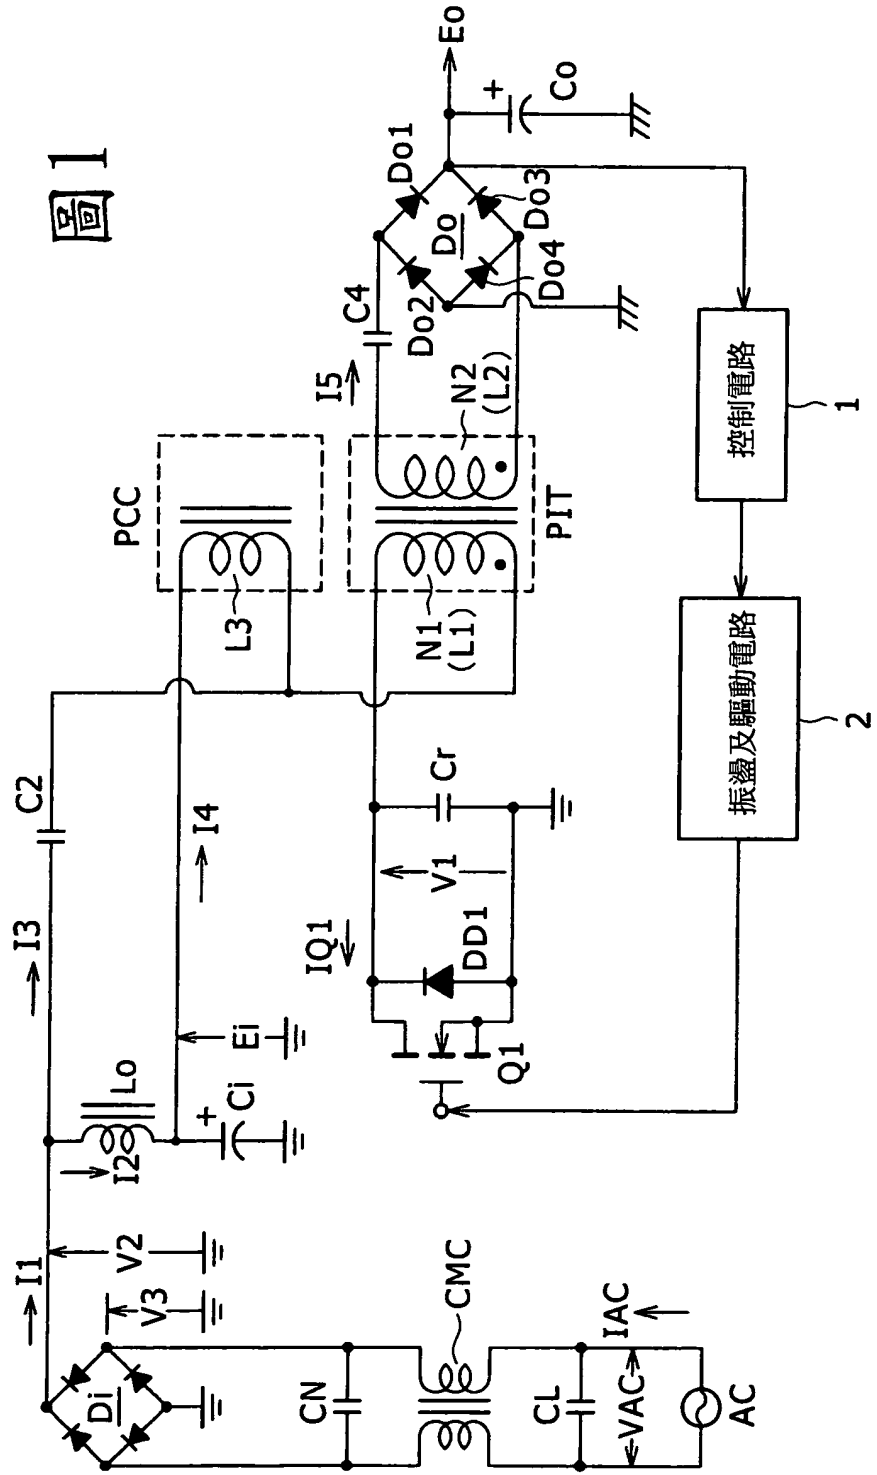 圖1
I1
I2
I3
I4
I5
IQ1
V1
V2
V3
Di
Lo
+
Ci
Ei
C2
PCC
L3
N1
(L1)
N2
(L2)
PIT
C4
Do1
Do2
Do
Do3
Do4
Eo
+
Co
Cr
DD1
Q1
CN
CMC
CL
VAC
IAC
AC
控制電路
1
振盪及驅動電路
2